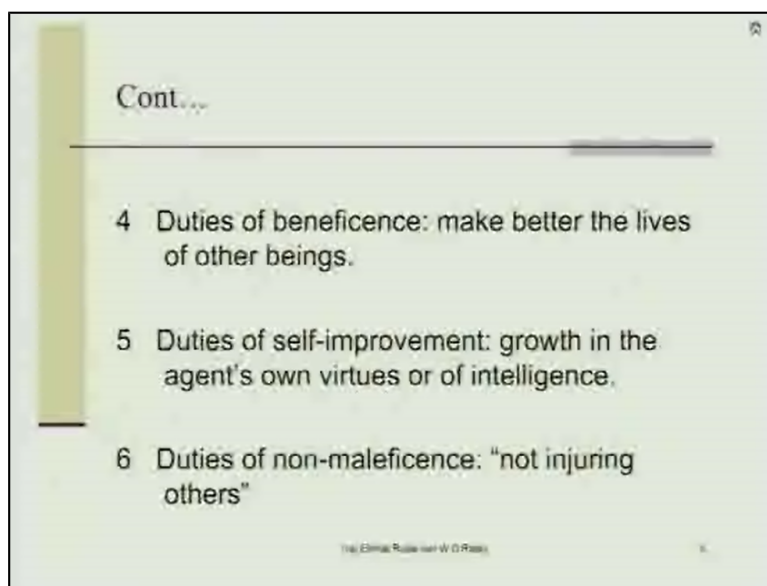 Cont...
4 Duties of beneficence: make better the lives
of other beings.
5 Duties of self-improvement: growth in the
agent's own virtues or of intelligence.
6 Duties of non-maleficence: “not injuring
others”